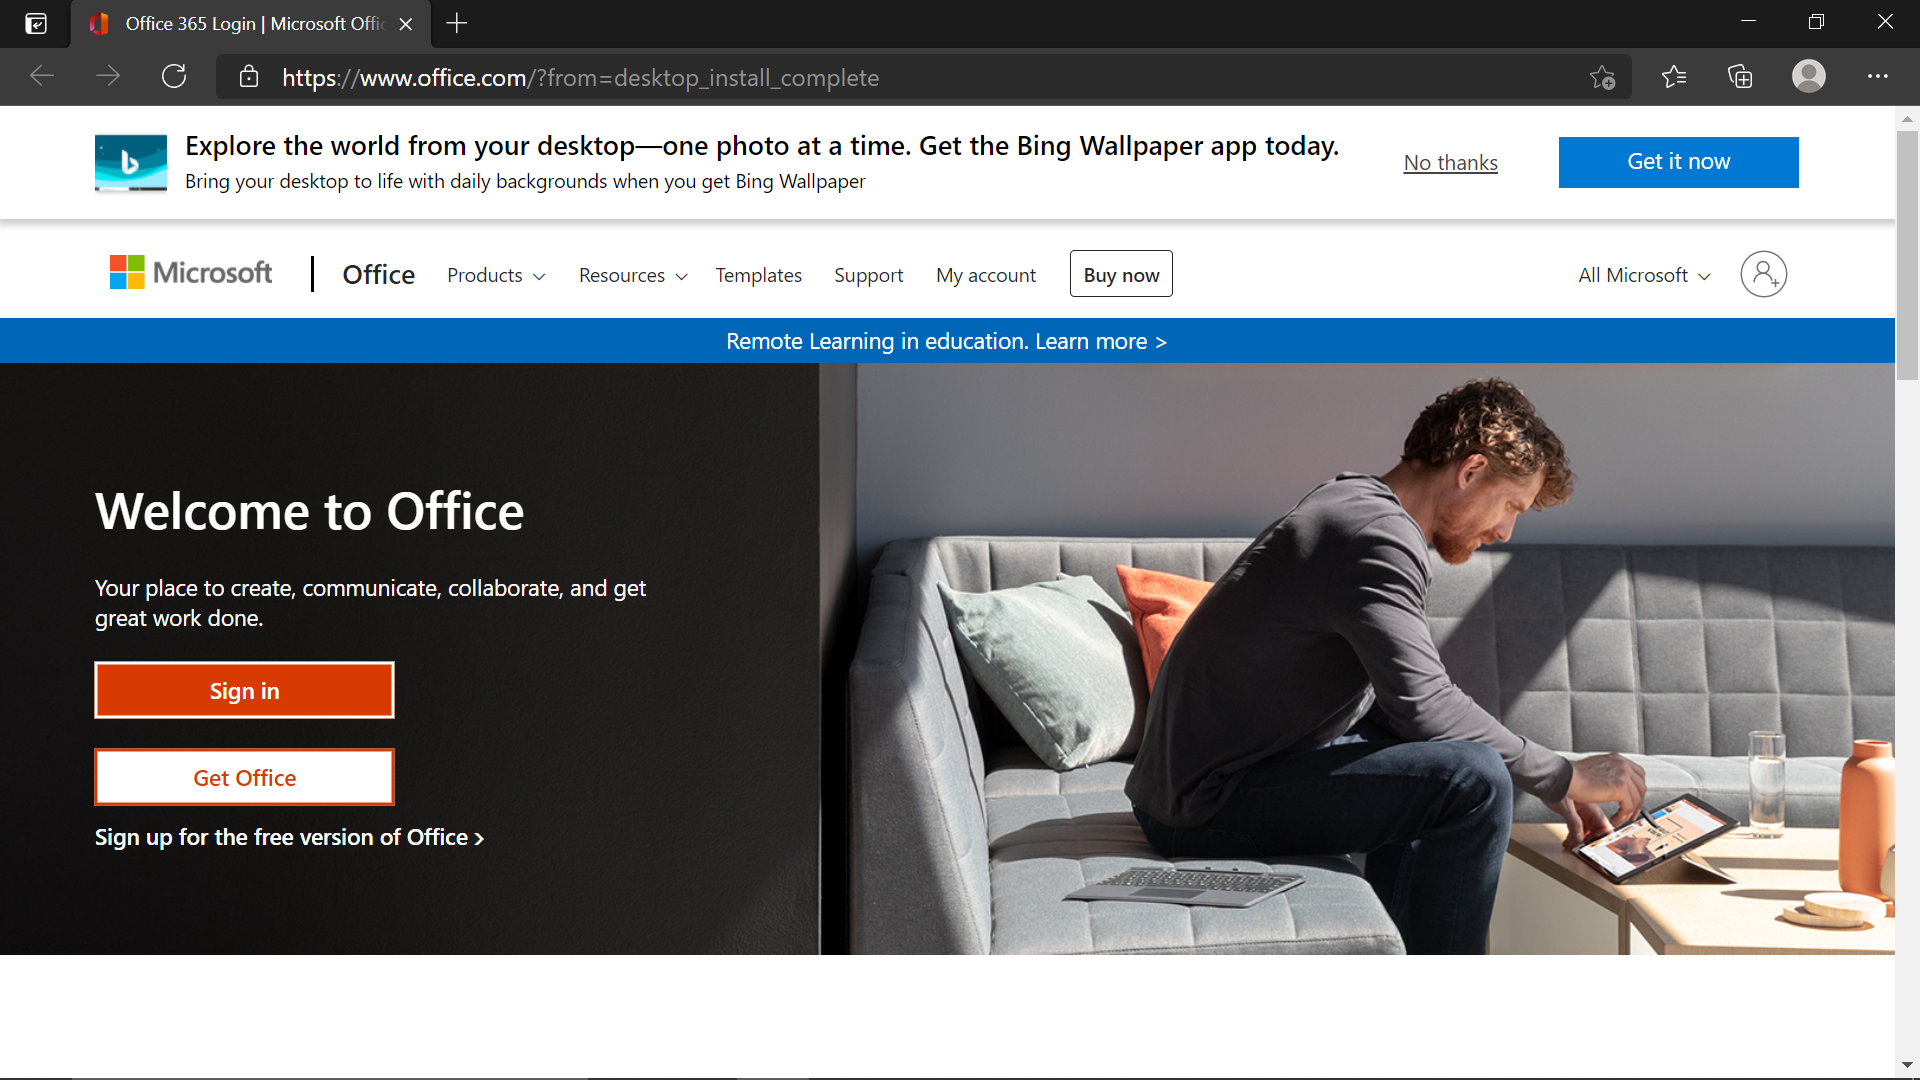 Office 365 Login | Microsoft Offic
https://www.office.com/?from=desktop_install_complete
Explore the world from your desktop—one photo at a time. Get the Bing Wallpaper app today.
Bring your desktop to life with daily backgrounds when you get Bing Wallpaper
No thanks
Get it now
Microsoft
Office
Products
Resources
Templates
Support
My account
Buy now
All Microsoft
Remote Learning in education. Learn more >
Welcome to Office
Your place to create, communicate, collaborate, and get
great work done.
Sign in
Get Office
Sign up for the free version of Office >